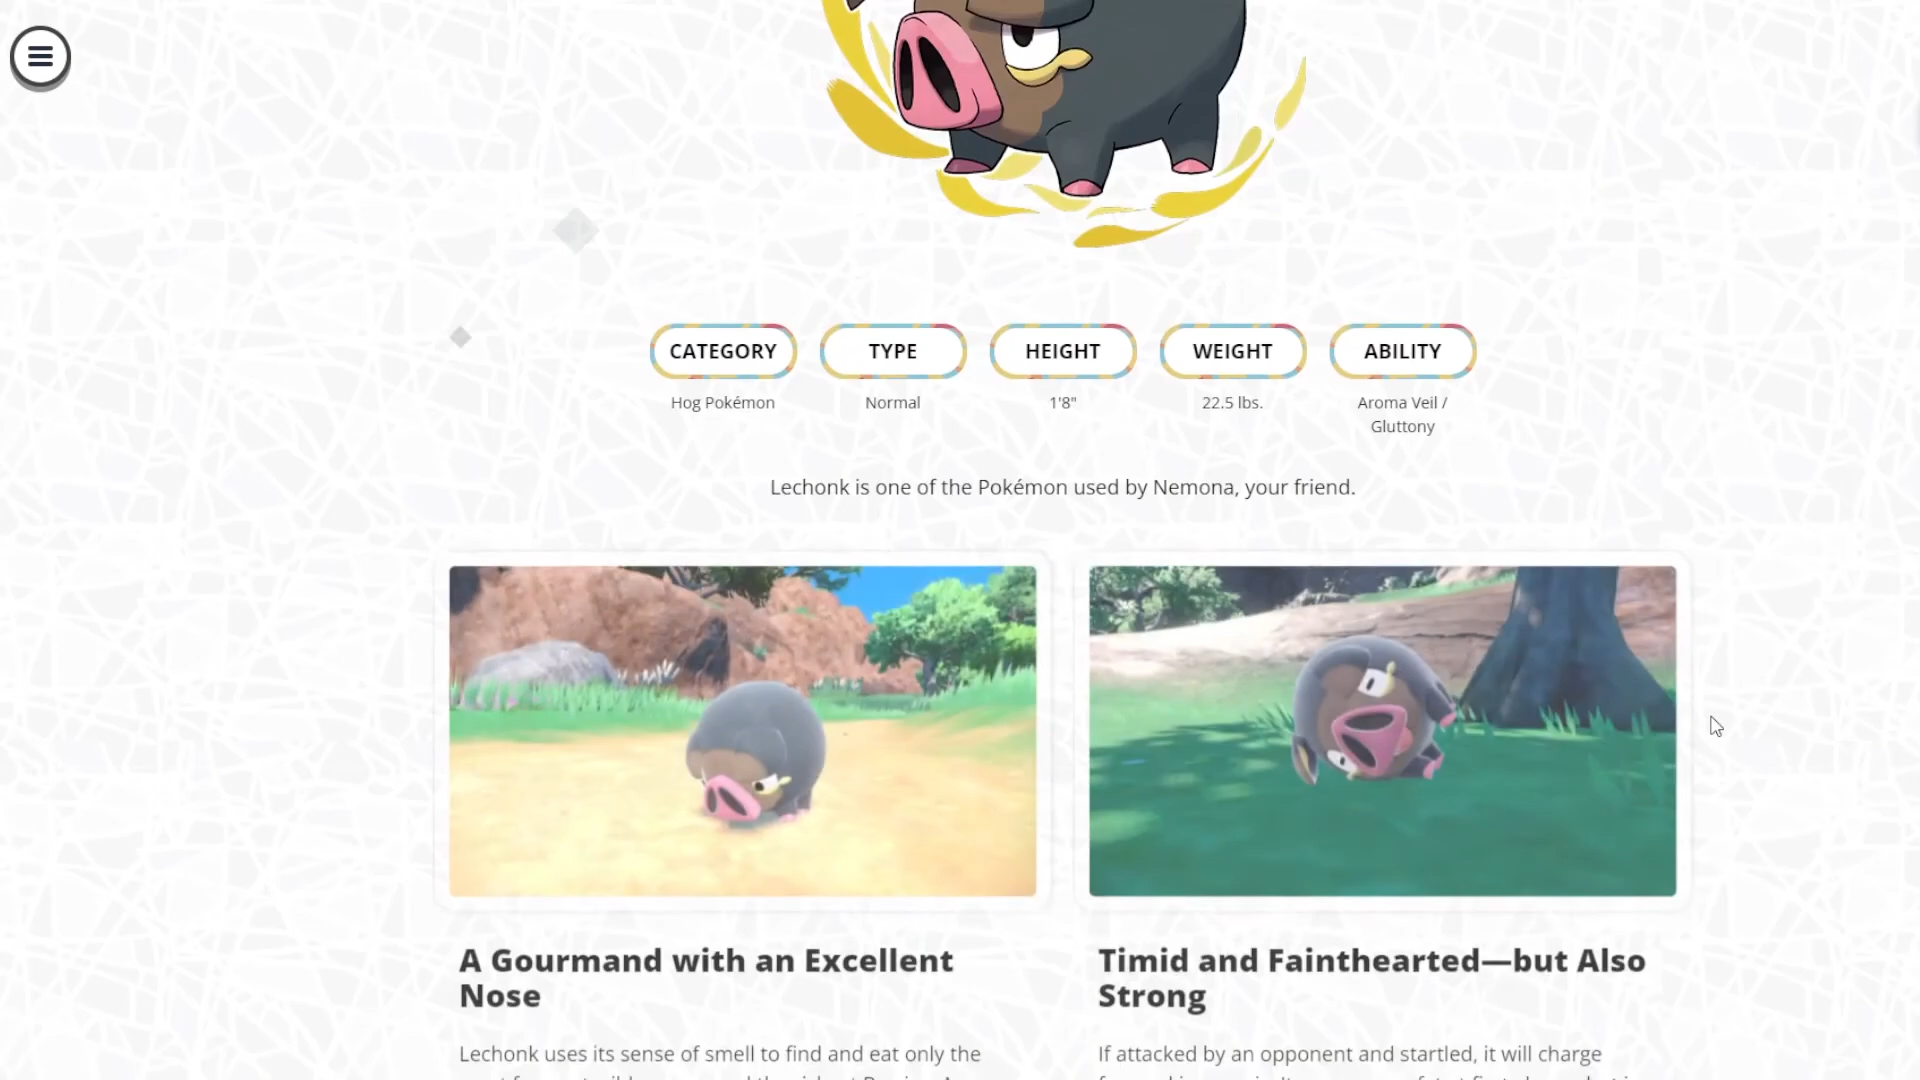 CATEGORY TYPE HEIGHT WEIGHT ABILITY
Hog Pokémon Normal 1'8" 22.5 lbs. Aroma Veil /
Gluttony
Lechonk is one of the Pokémon used by Nemona, your friend.
A Gourmand with an Excellent
Nose
Lechonk uses its sense of smell to find and eat only the
Timid and Fainthearted—but Also
Strong
If attacked by an opponent and startled, it will charge